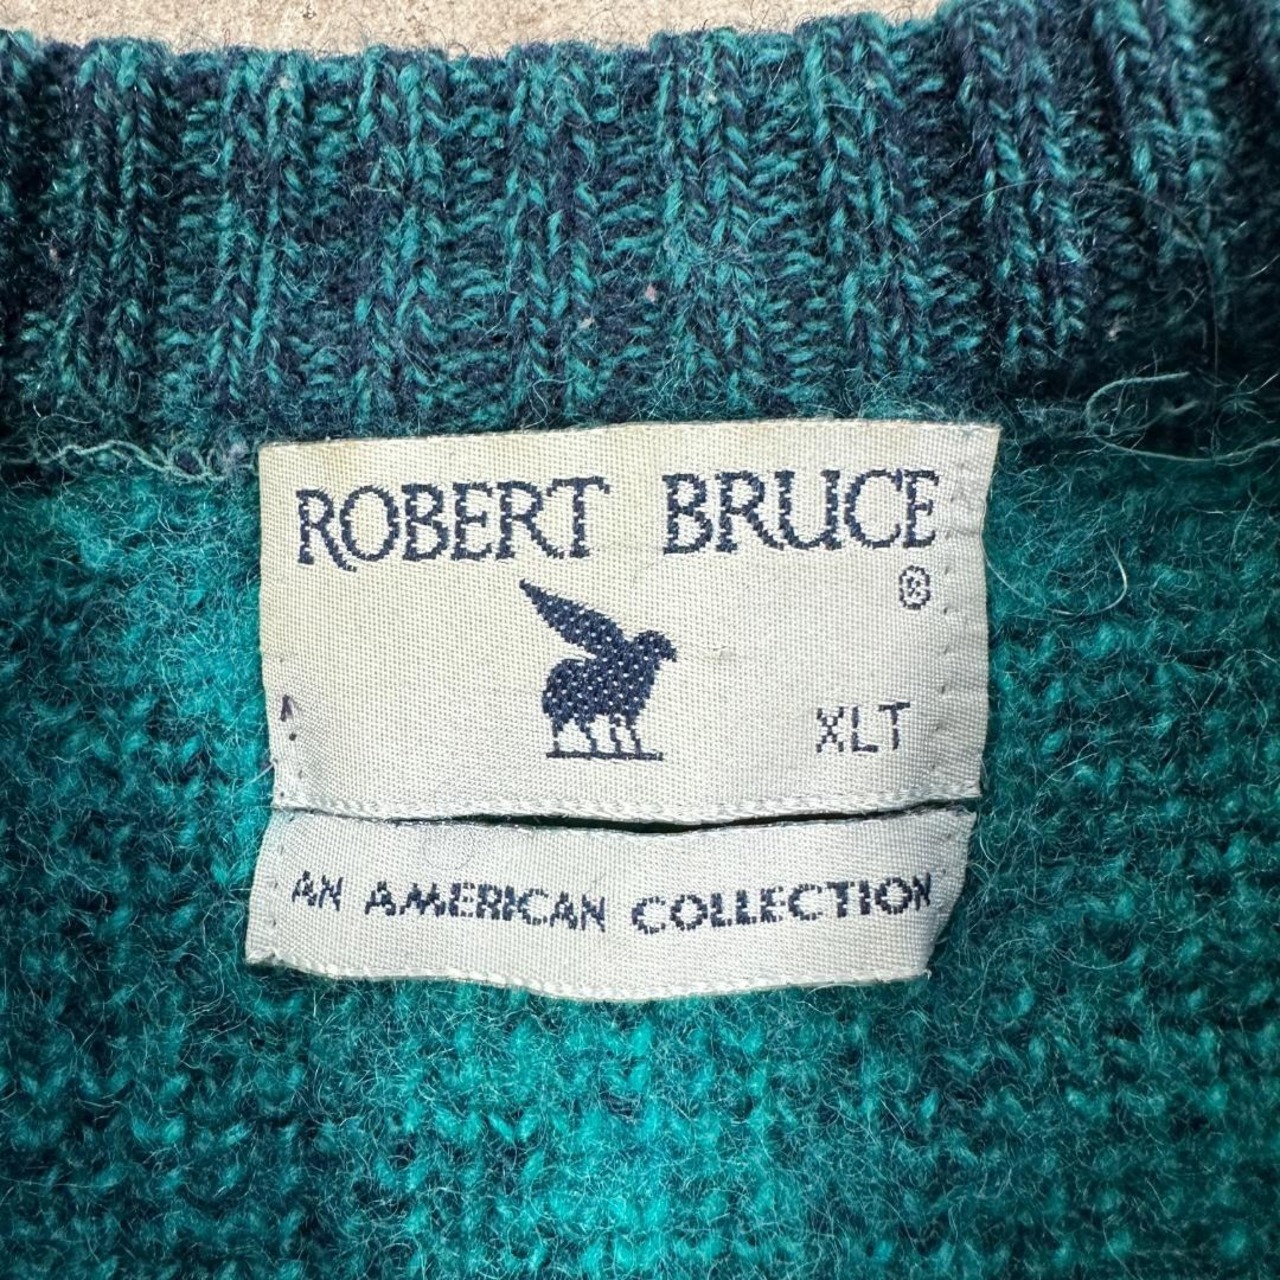 ROBERT BRUCE
®
XLT
AN AMERICAN COLLECTION